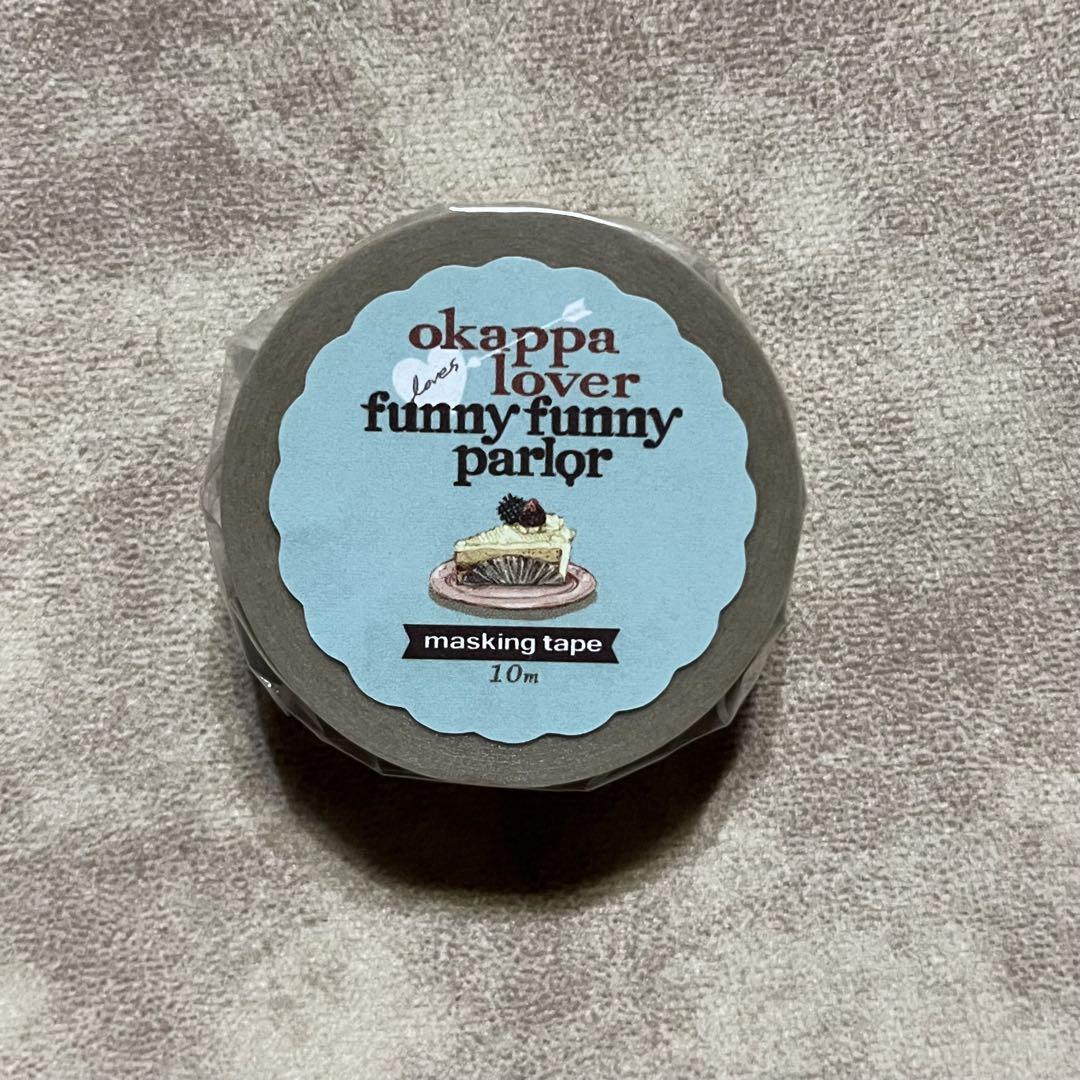 okappa
loves
lover
funny funny
parlor
masking tape
10m